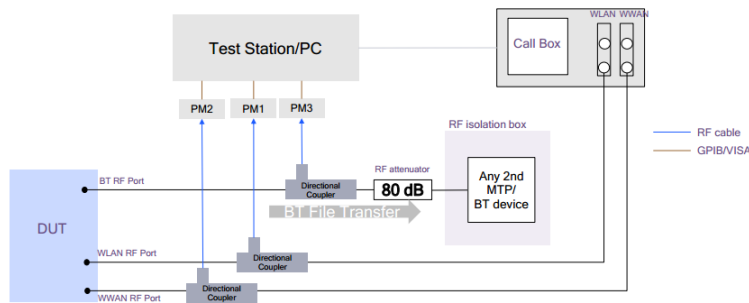 WLAN WWAN
Test Station/PC
Call Box
PM2
PM1
PM3
RF isolation box
RF cable
GPIB/VISA
RF attenuator
BT RF Port
Directional
Coupler
80 dB
Any 2nd
MTP/
BT device
BT File Transfer
DUT
WLAN RF Port
Directional
Coupler
Directional
Coupler
WWAN RF Port